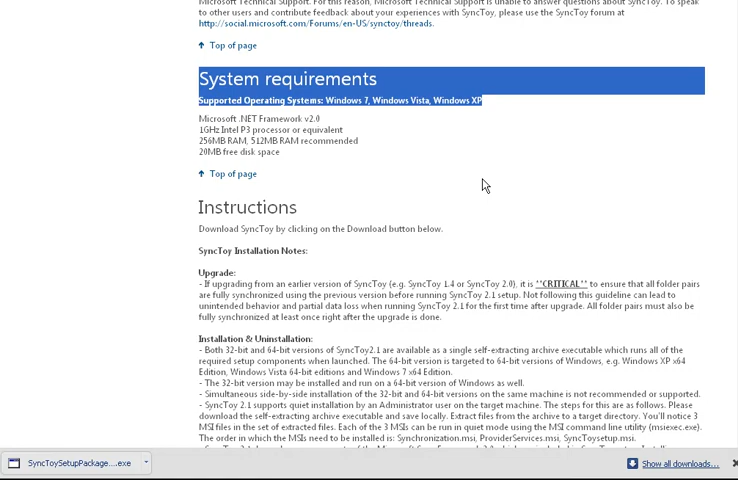 Microsoft Technical Support. For this reason, Microsoft Technical Support is unable to answer questions about SyncToy. To speak
to other users and contribute feedback about your experiences with SyncToy, please use the SyncToy forum at
http://social.microsoft.com/Forums/en-US/synctoy/threads.
Top of page
System requirements
Supported Operating Systems: Windows 7, Windows Vista, Windows XP
Microsoft .NET Framework v2.0
1GHz Intel P3 processor or equivalent
256MB RAM, 512MB RAM recommended
20MB free disk space
Top of page
Instructions
Download SyncToy by clicking on the Download button below.
SyncToy Installation Notes:
Upgrade:
- If upgrading from an earlier version of SyncToy (e.g. SyncToy 1.4 or SyncToy 2.0), it is **CRITICAL** to ensure that all folder pairs
are fully synchronized using the previous version before running SyncToy 2.1 setup. Not following this guideline can lead to
unintended behavior and partial data loss when running SyncToy 2.1 for the first time after upgrade. All folder pairs must also be
fully synchronized at least once right after the upgrade is done.
Installation & Uninstallation:
- Both 32-bit and 64-bit versions of SyncToy2.1 are available as a single self-extracting archive executable which runs all of the
required setup components when launched. The 64-bit version is targeted to 64-bit versions of Windows, e.g. Windows XP x64
Edition, Windows Vista 64-bit editions and Windows 7 x64 Edition.
- The 32-bit version may be installed and run on a 64-bit version of Windows as well.
- Simultaneous side-by-side installation of the 32-bit and 64-bit versions on the same machine is not recommended or supported.
- SyncToy 2.1 supports quiet installation by an Administrator user on the target machine. The steps for this are as follows. Please
download the self-extracting archive executable and save locally. Extract files from the archive to a target directory. You'll notice 3
MSI files in the set of extracted files. Each of the 3 MSIs can be run in quiet mode using the MSI command line utility (msiexec.exe).
The order in which the MSIs need to be installed is: Synchronization.msi, ProviderServices.msi, SyncToysetup.msi.
SyncToySetupPackage....exe
Show all downloads...